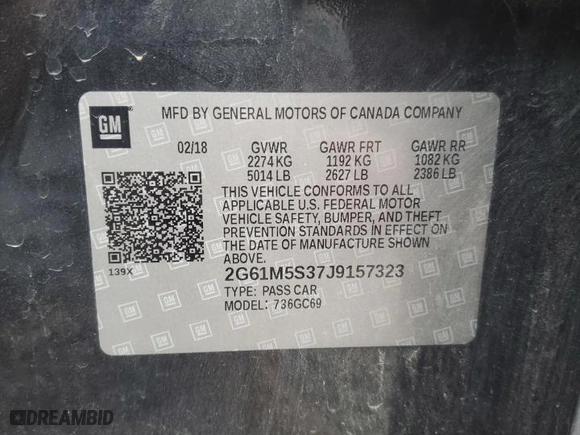 GM
MFD BY GENERAL MOTORS OF CANADA COMPANY
02/18 GVWR GAWR FRT GAWR RR
2274 KG 1192 KG 1082 KG
5014 LB 2627 LB 2386 LB
THIS VEHICLE CONFORMS TO ALL
APPLICABLE U.S. FEDERAL MOTOR
VEHICLE SAFETY, BUMPER, AND THEFT
PREVENTION STANDARDS IN EFFECT ON
THE DATE OF MANUFACTURE SHOWN
ABOVE.
139X
2G61M5S37J9157323
TYPE: PASS CAR
MODEL: 736GC69
DREAMBID